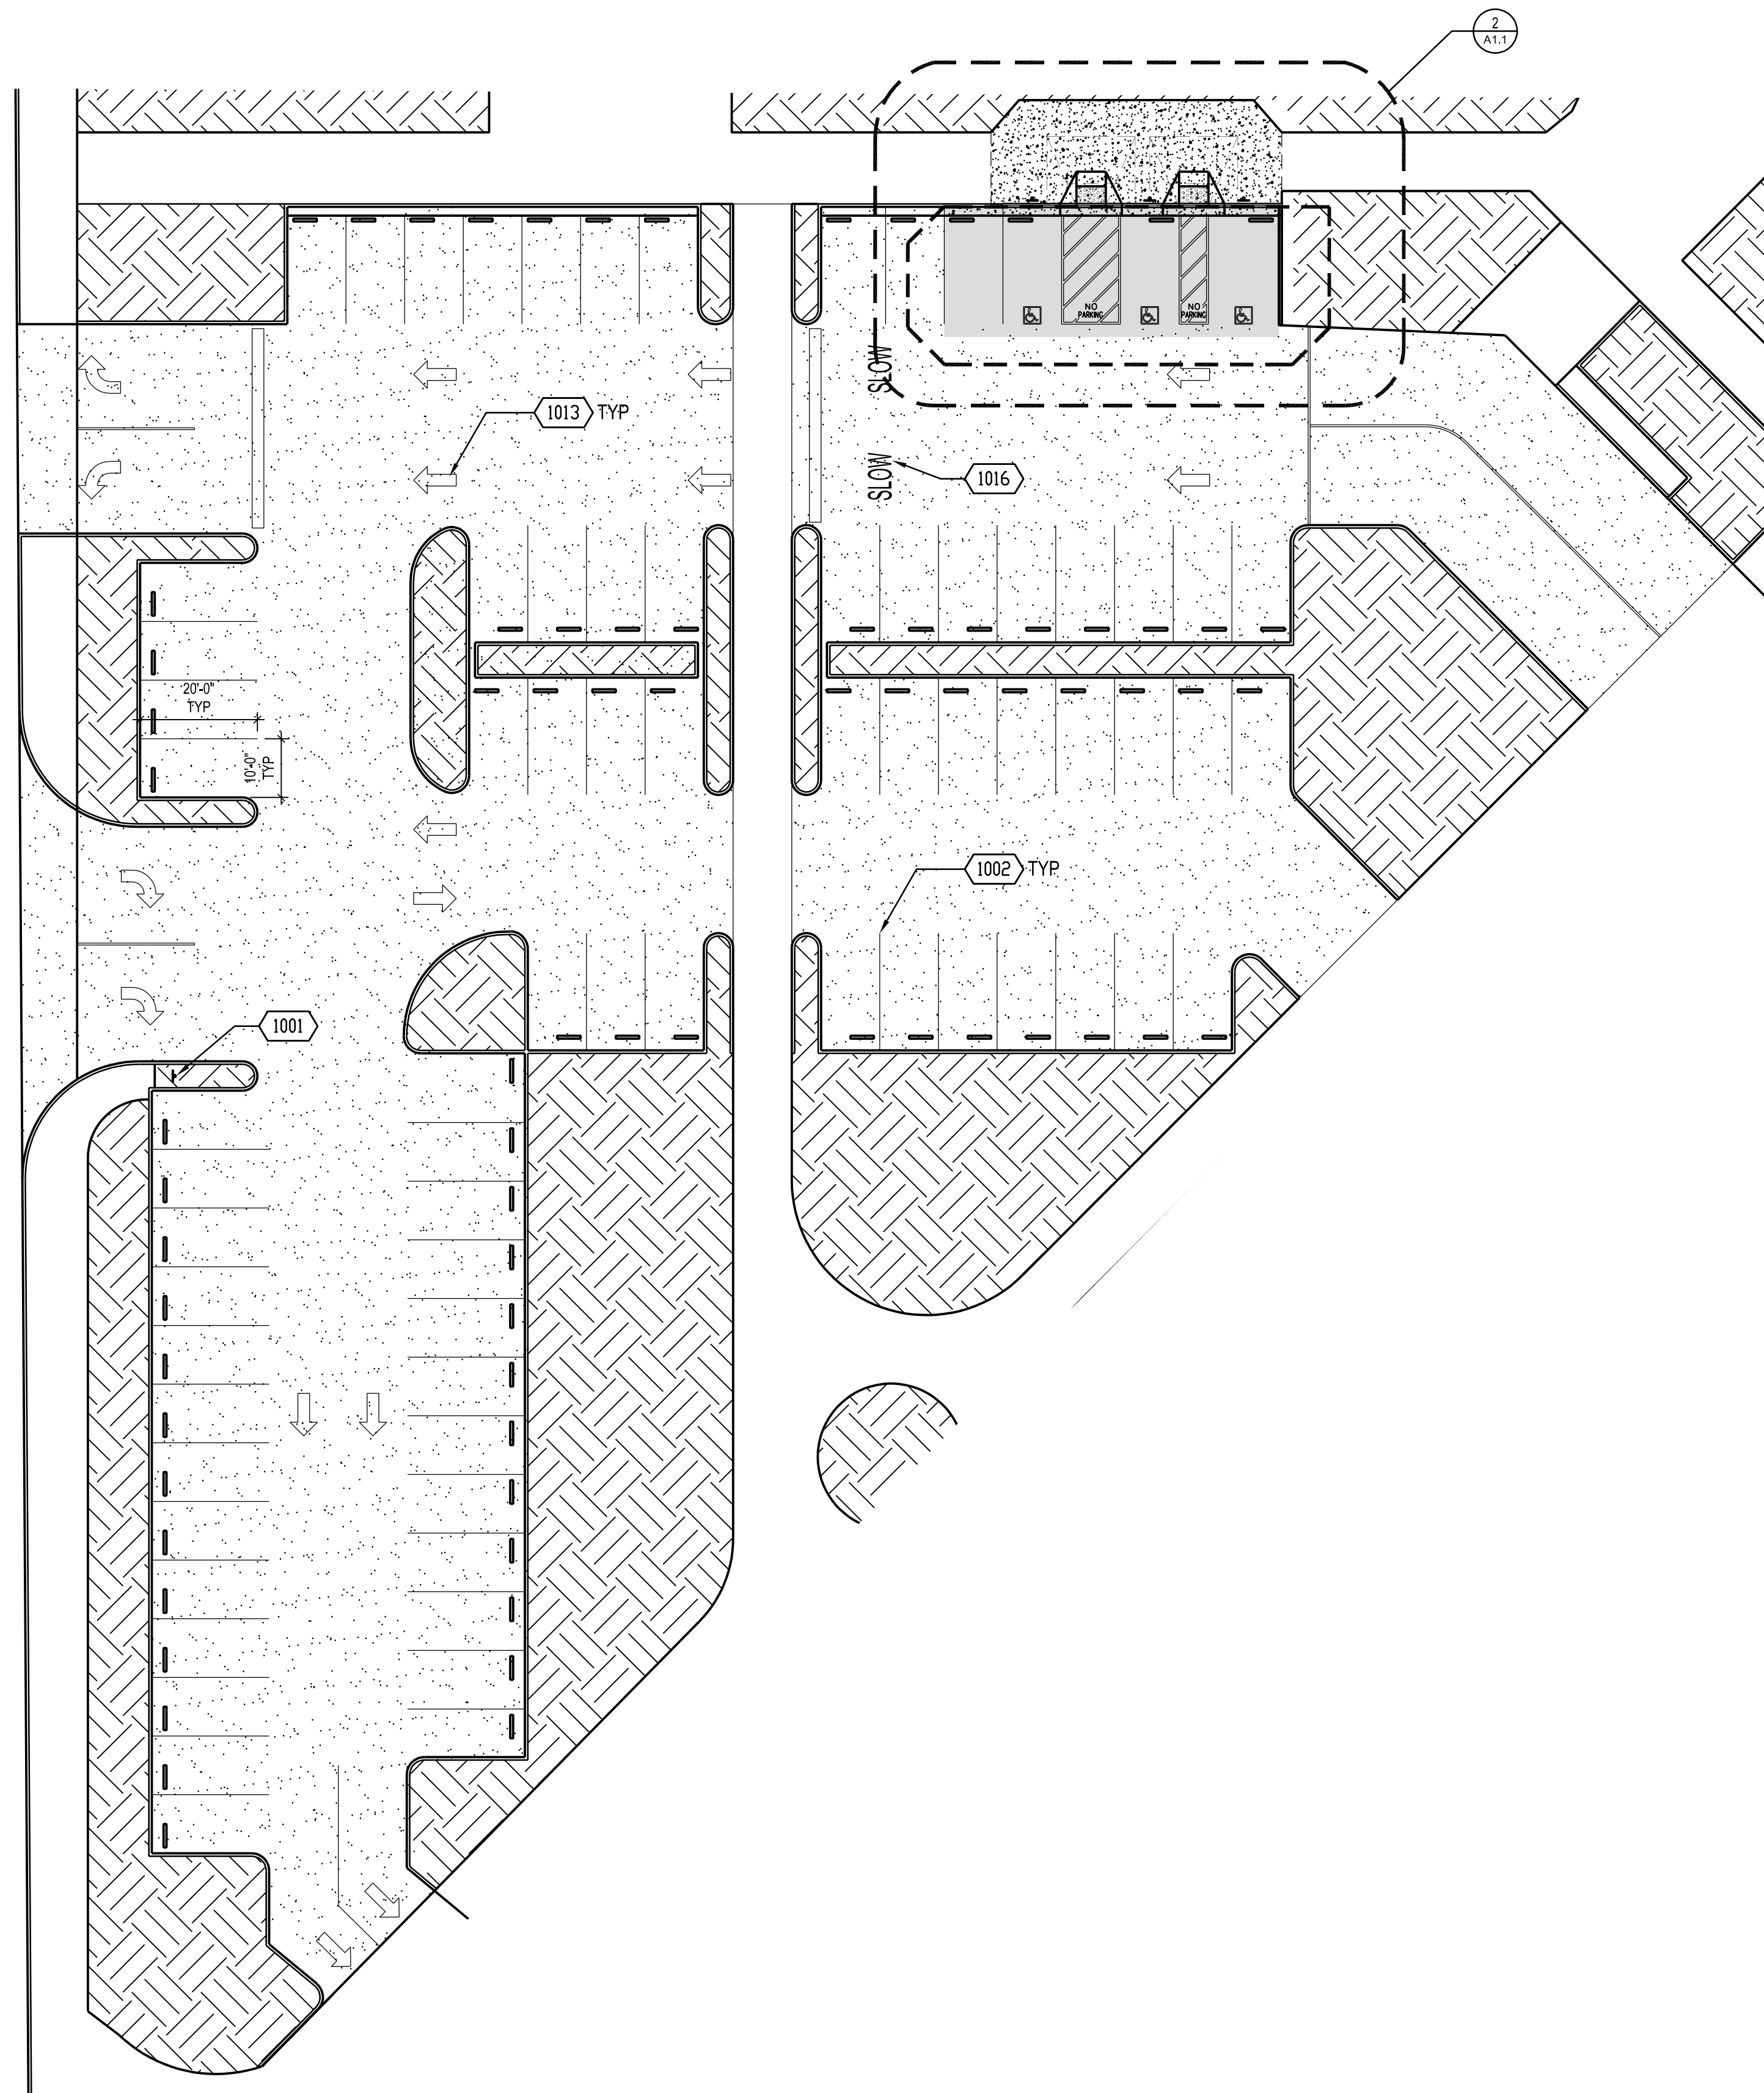 2
A1.1
NO
PARKING
NO
PARKING
SLOW
1013 TYP
SLOW
1016
20'-0"
TYP
10'-0"
TYP
1002 TYP
1001